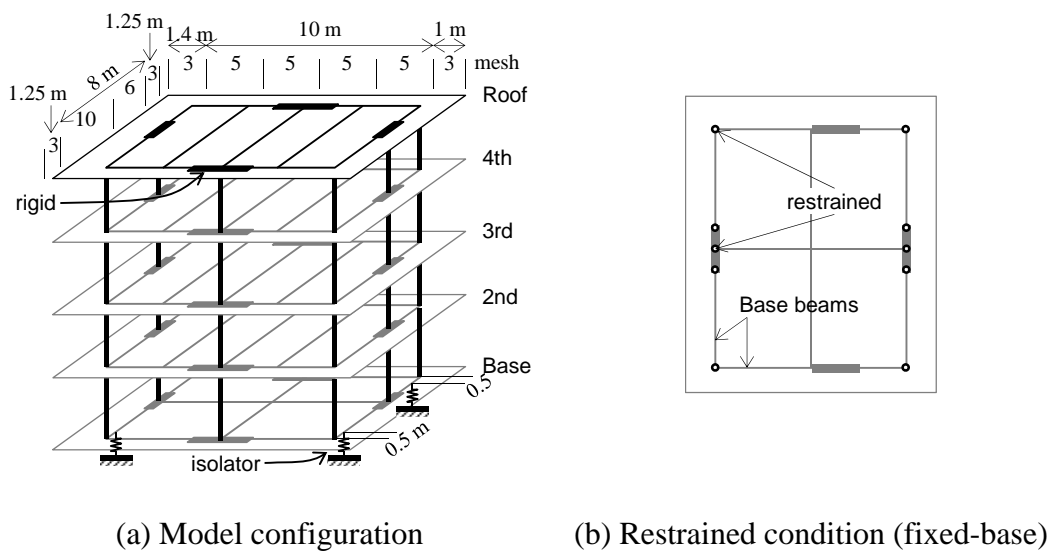 1.25 m
1.4 m
10 m
1 m
3 5 5 5 5 3 mesh
8 m
3
6
10
3
1.25 m
Roof
4th
3rd
2nd
Base
rigid
0.5
0.5 m
isolator
restrained
Base beams
(a) Model configuration
(b) Restrained condition (fixed-base)